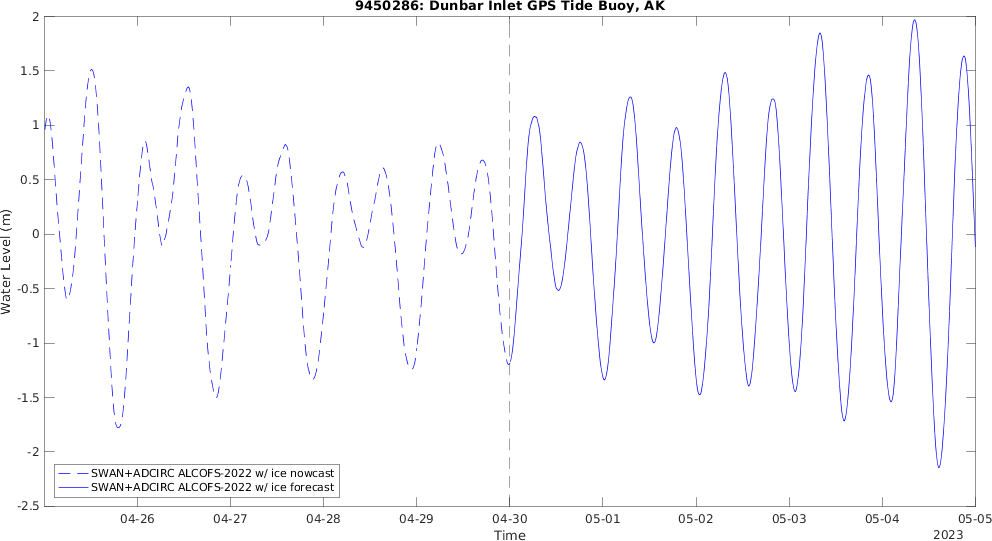 9450286: Dunbar Inlet GPS Tide Buoy, AK
2
1.5
1
0.5
0
-0.5
-1
-1.5
-2
-2.5
Water Level (m)
SWAN+ADCIRC ALCOFS-2022 w/ ice nowcast
SWAN+ADCIRC ALCOFS-2022 w/ ice forecast
04-26 04-27 04-28 04-29 04-30 05-01 05-02 05-03 05-04 05-05
Time
2023